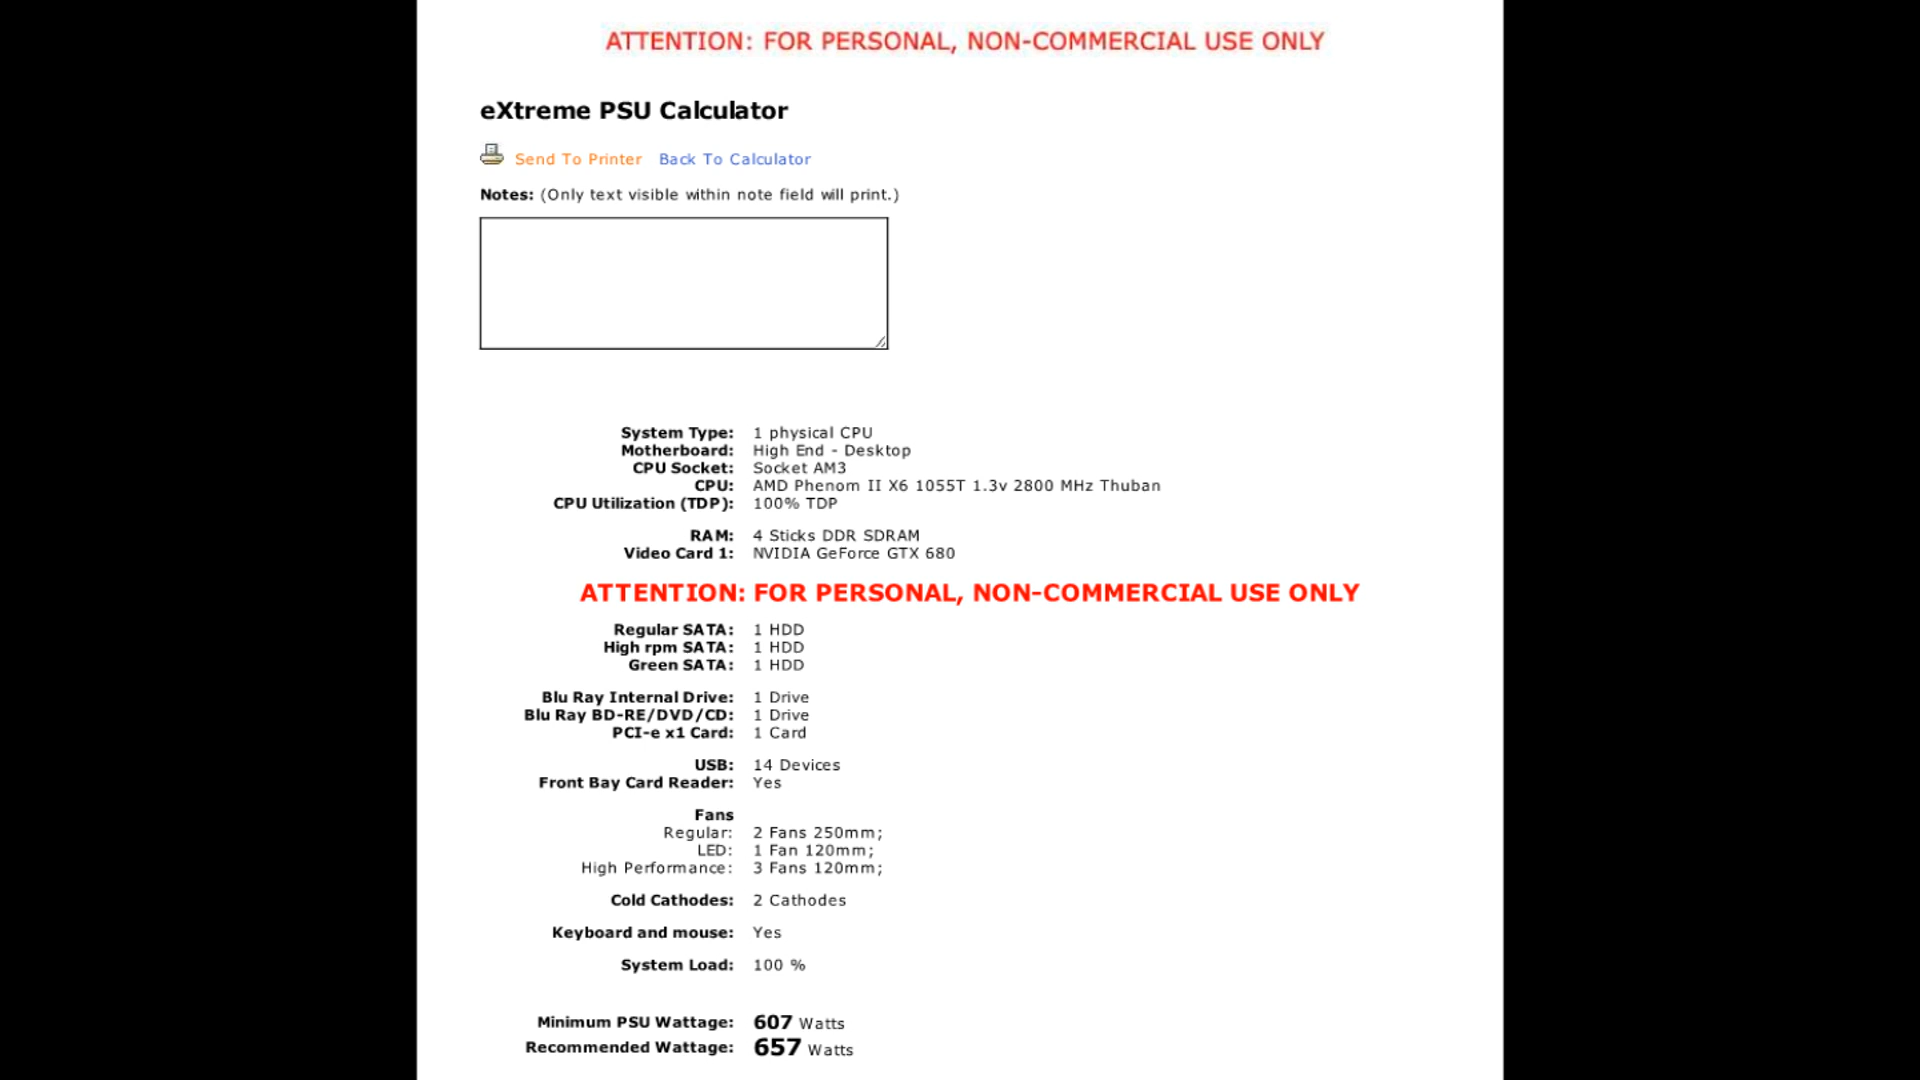 ATTENTION: FOR PERSONAL, NON-COMMERCIAL USE ONLY
eXtreme PSU Calculator
Send To Printer Back To Calculator
Notes: (Only text visible within note field will print.)
System Type: 1 physical CPU
Motherboard: High End - Desktop
CPU Socket: Socket AM3
CPU: AMD Phenom II X6 1055T 1.3v 2800 MHz Thuban
CPU Utilization (TDP): 100% TDP
RAM: 4 Sticks DDR SDRAM
Video Card 1: NVIDIA GeForce GTX 680
ATTENTION: FOR PERSONAL, NON-COMMERCIAL USE ONLY
Regular SATA: 1 HDD
High rpm SATA: 1 HDD
Green SATA: 1 HDD
Blu Ray Internal Drive: 1 Drive
Blu Ray BD-RE/DVD/CD: 1 Drive
PCI-e x1 Card: 1 Card
USB: 14 Devices
Front Bay Card Reader: Yes
Fans
Regular: 2 Fans 250mm;
LED: 1 Fan 120mm;
High Performance: 3 Fans 120mm;
Cold Cathodes: 2 Cathodes
Keyboard and mouse: Yes
System Load: 100 %
Minimum PSU Wattage: 607 Watts
Recommended Wattage: 657 Watts